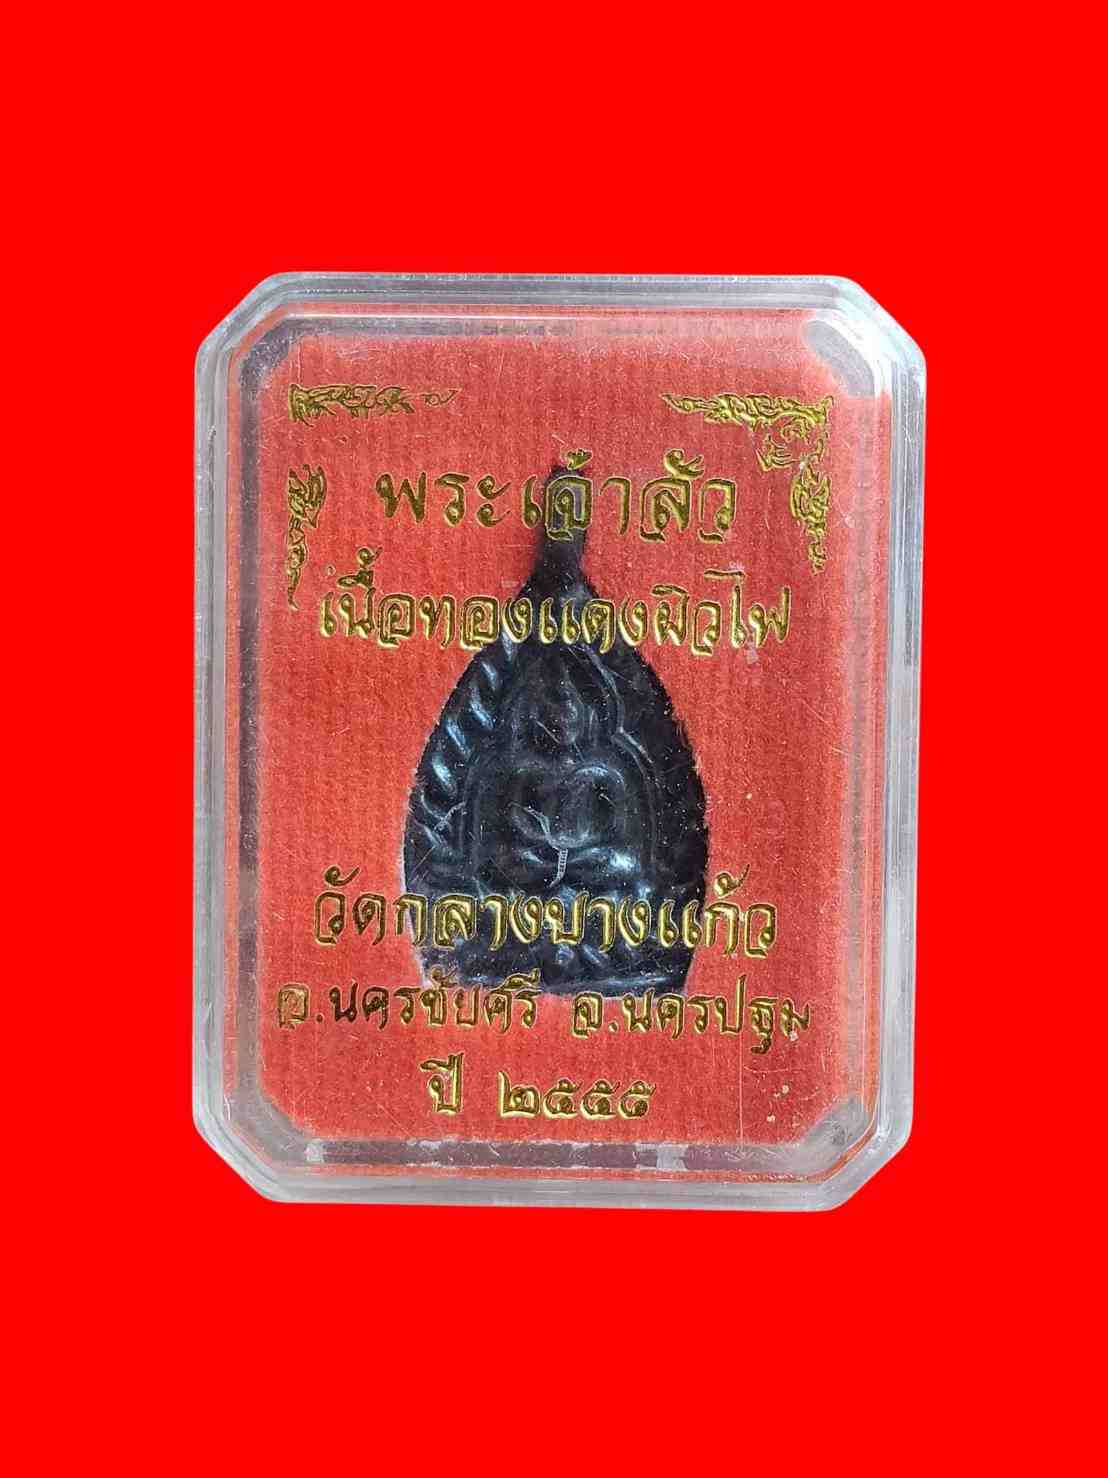 พระเจ้าสัว
เนื้อทองแดงผิวไฟ
วัดกลางบางแก้ว
อ.นครชัยศรี จ.นครปฐม
ปี ๒๕๕๕